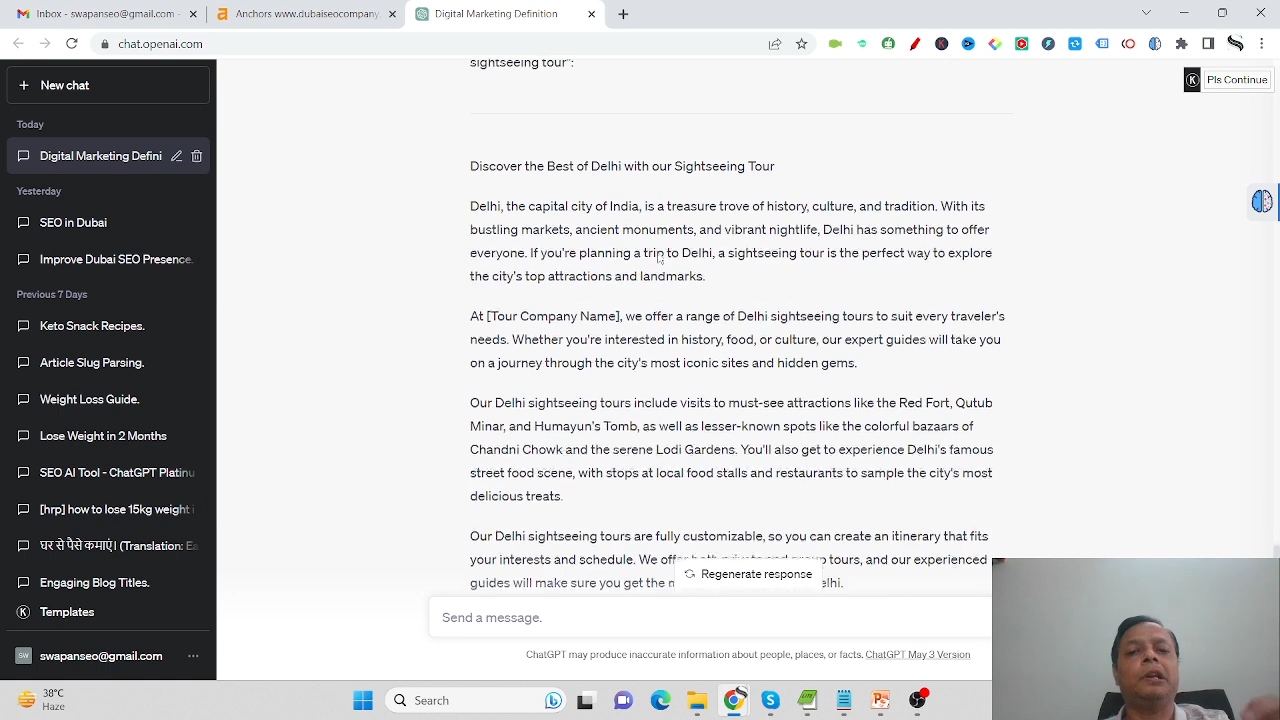 Inbox - swapanseo@gmail.com -
Anchors www.dubaiseocompany.
Digital Marketing Definition
chat.openai.com
New chat
Pls Continue
Today
Digital Marketing Defini
Yesterday
SEO in Dubai
Improve Dubai SEO Presence.
Previous 7 Days
Keto Snack Recipes.
Article Slug Parsing.
Weight Loss Guide.
Lose Weight in 2 Months
SEO AI Tool - ChatGPT Platinu
[hrp] how to lose 15kg weight i
घर से कैसे कमाएं। (Translation: Ea
Engaging Blog Titles.
Templates
SW swapanseo@gmail.com
sightseeing tour":
Discover the Best of Delhi with our Sightseeing Tour
Delhi, the capital city of India, is a treasure trove of history, culture, and tradition. With its
bustling markets, ancient monuments, and vibrant nightlife, Delhi has something to offer
everyone. If you're planning a trip to Delhi, a sightseeing tour is the perfect way to explore
the city's top attractions and landmarks.
At [Tour Company Name], we offer a range of Delhi sightseeing tours to suit every traveler's
needs. Whether you're interested in history, food, or culture, our expert guides will take you
on a journey through the city's most iconic sites and hidden gems.
Our Delhi sightseeing tours include visits to must-see attractions like the Red Fort, Qutub
Minar, and Humayun's Tomb, as well as lesser-known spots like the colorful bazaars of
Chandni Chowk and the serene Lodi Gardens. You'll also get to experience Delhi's famous
street food scene, with stops at local food stalls and restaurants to sample the city's most
delicious treats.
Our Delhi sightseeing tours are fully customizable, so you can create an itinerary that fits
your interests and schedule. We offer both private and group tours, and our experienced
guides will make sure you get the elhi.
Regenerate response
Send a message.
ChatGPT may produce inaccurate information about people, places, or facts. ChatGPT May 3 Version
38°C
Haze
Search